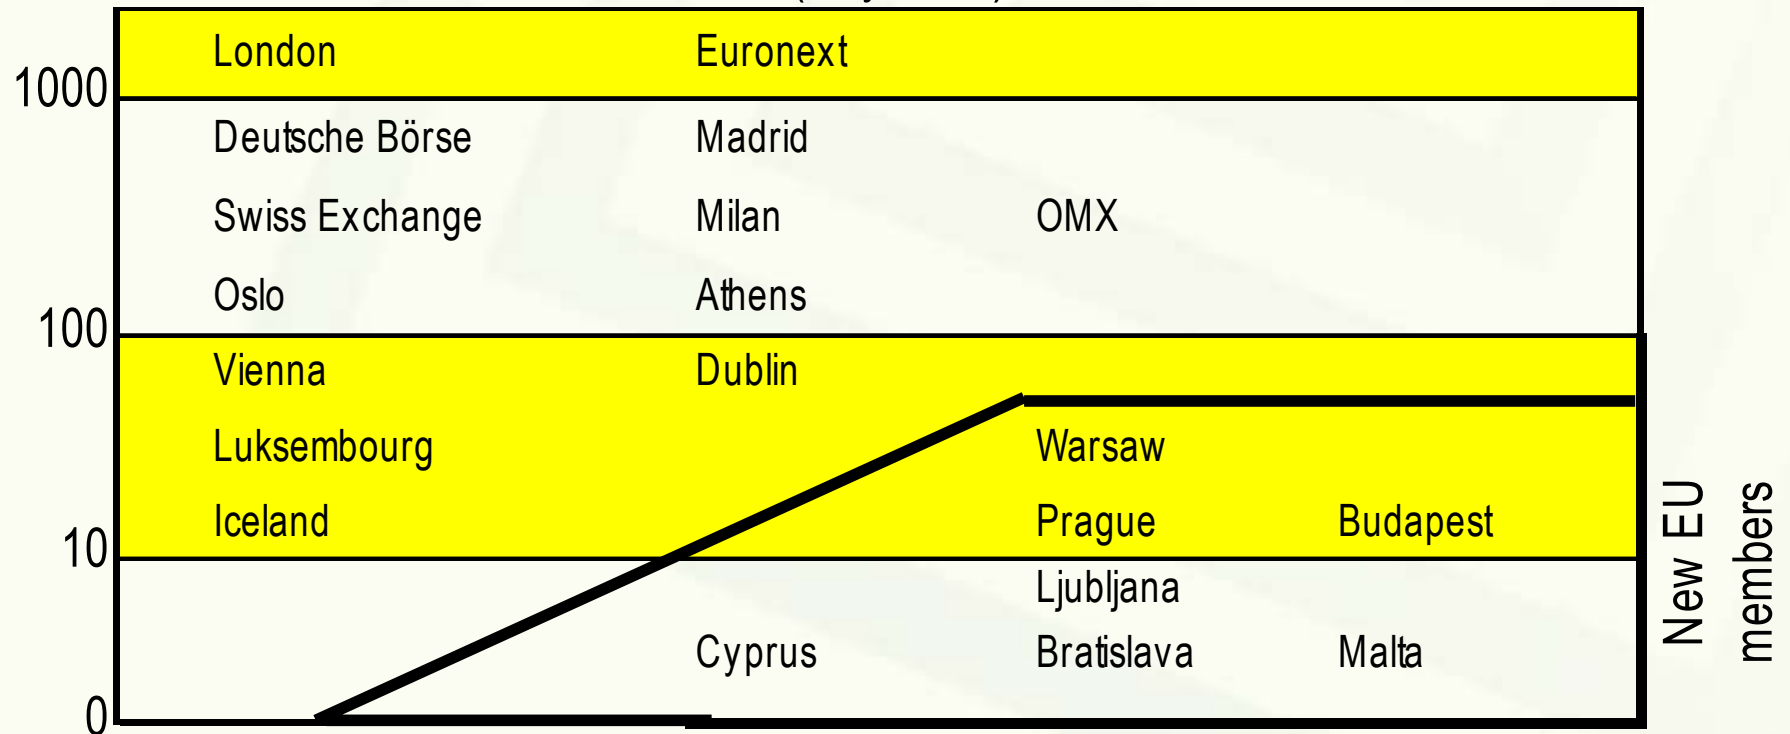 London Euronext
1000
Deutsche Börse Madrid
Swiss Exchange Milan OMX
Oslo Athens
100
Vienna Dublin
Luksembourg Warsaw
Iceland Prague Budapest
10
Ljubljana
Cyprus Bratislava Malta
0
New EU
members